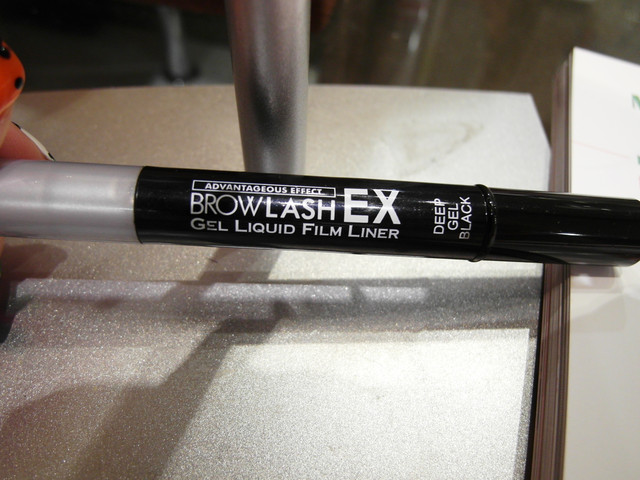 ADVANTAGEOUS EFFECT
BROWLASH EX
GEL LIQUID FILM LINER
DEEP
GEL
BLACK